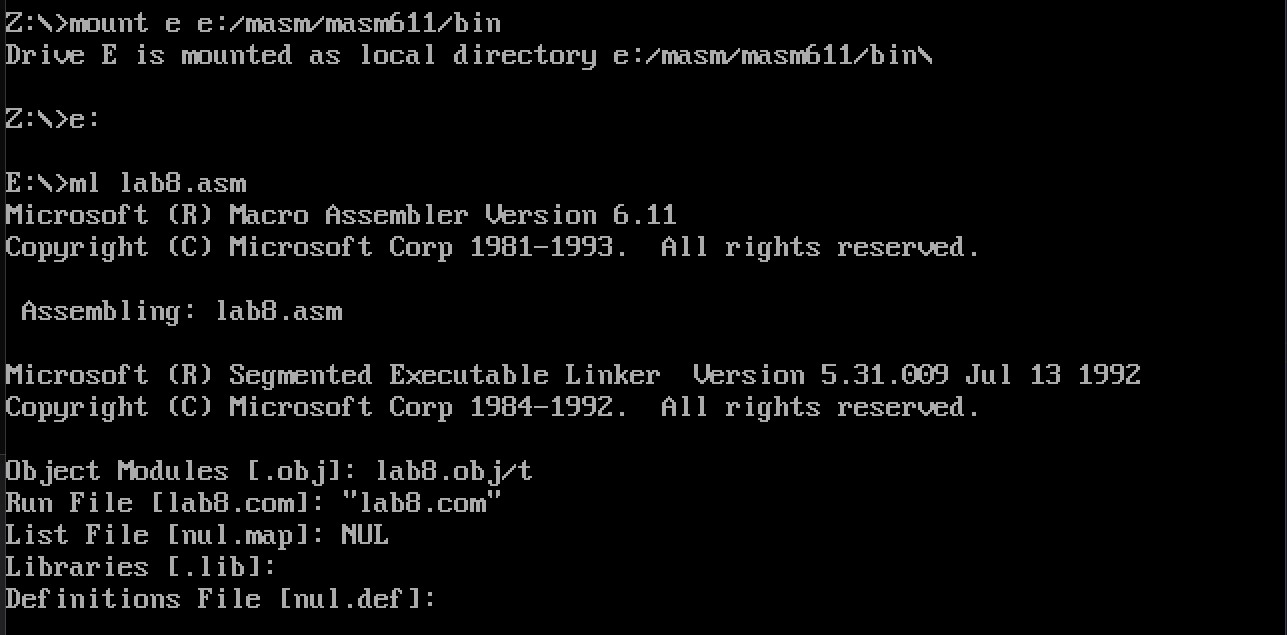 Z:\>mount e e:/masm/masm611/bin
Drive E is mounted as local directory e:/masm/masm611/bin\
Z:\>e:
E:\>ml lab8.asm
Microsoft (R) Macro Assembler Version 6.11
Copyright (C) Microsoft Corp 1981-1993.  All rights reserved.
 Assembling: lab8.asm
Microsoft (R) Segmented Executable Linker  Version 5.31.009 Jul 13 1992
Copyright (C) Microsoft Corp 1984-1992.  All rights reserved.
Object Modules [.obj]: lab8.obj/t
Run File [lab8.com]: "lab8.com"
List File [nul.map]: NUL
Libraries [.lib]:
Definitions File [nul.def]: